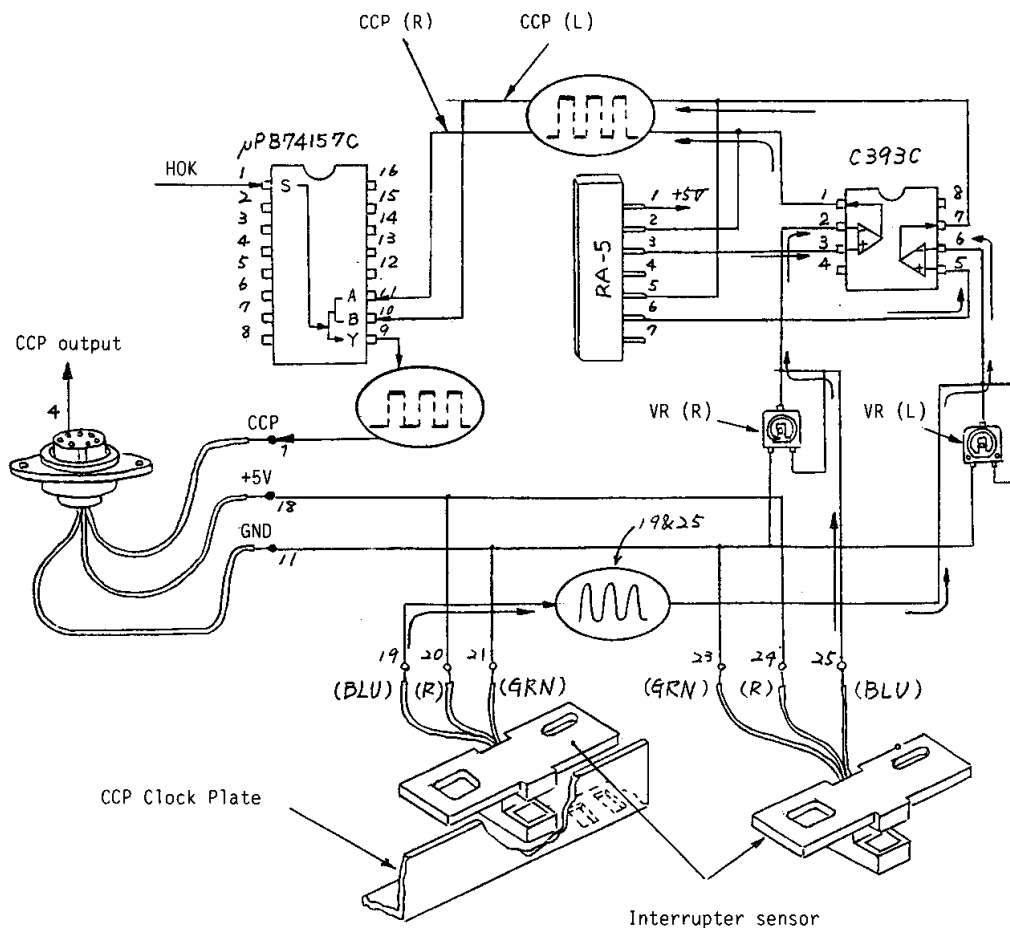 CCP (R)
CCP (L)
μPB74157C
HOK
1
2
3
4
5
6
7
8
S
A
B
Y
16
15
14
13
12
11
10
9
RA-5
1 +5V
2
3
4
5
6
7
C393C
1
2
3
4
8
7
6
5
+
+
CCP output
4
CCP
7
+5V
18
GND
11
VR (R)
VR (L)
19&25
19
20
21
(BLU)
(R)
(GRN)
23
24
25
(GRN)
(R)
(BLU)
CCP Clock Plate
Interrupter sensor